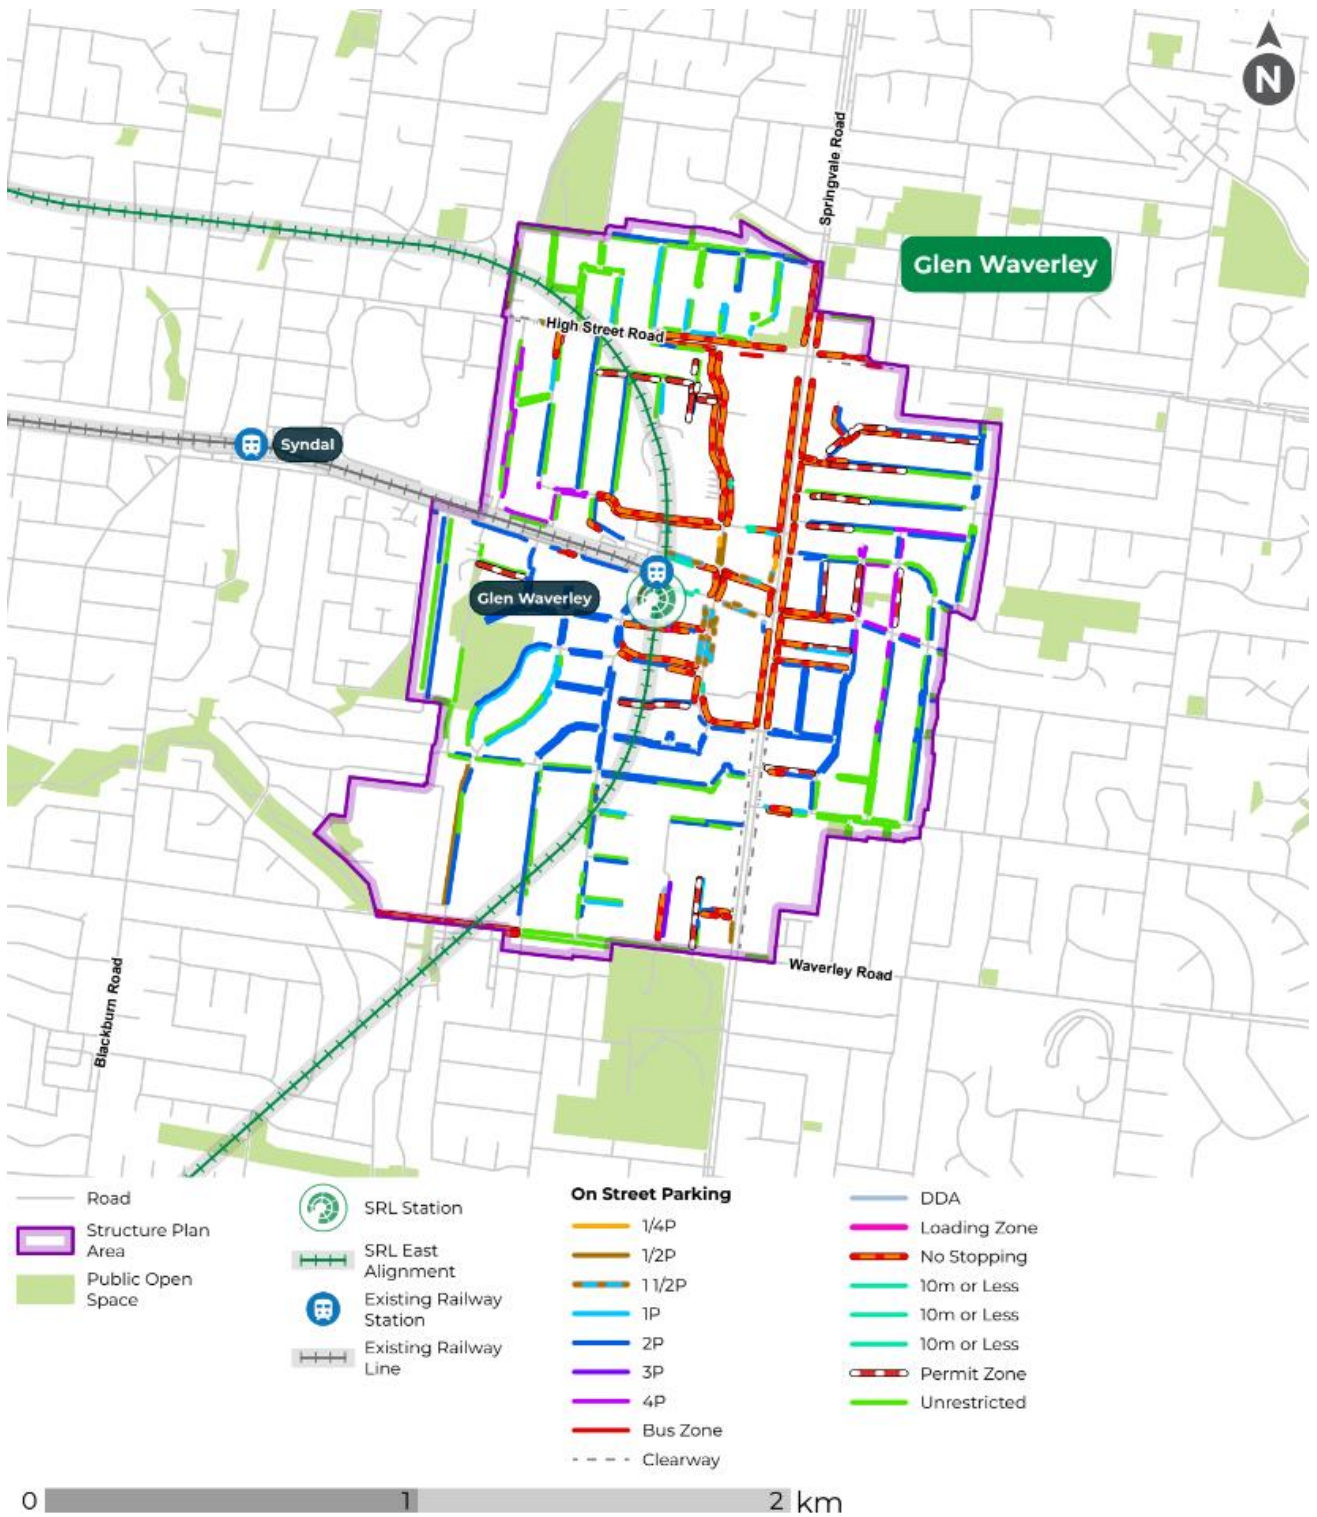 N
Springvale Road
Glen Waverley
High Street Road
Syndal
Glen Waverley
Waverley Road
Blackburn Road
Road
Structure Plan
Area
Public Open
Space
SRL Station
SRL East
Alignment
Existing Railway
Station
Existing Railway
Line
On Street Parking
1/4P
1/2P
1 1/2P
1P
2P
3P
4P
Bus Zone
Clearway
DDA
Loading Zone
No Stopping
10m or Less
10m or Less
10m or Less
Permit Zone
Unrestricted
0 1 2 km